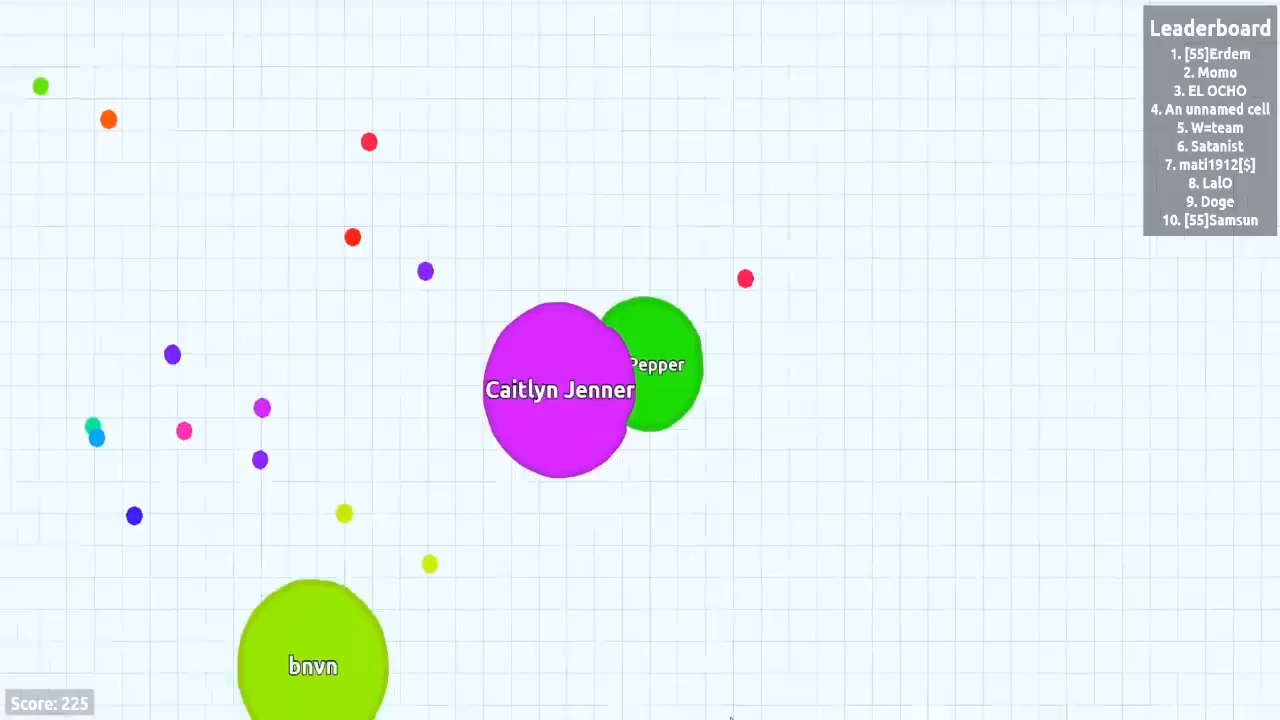 Leaderboard
1. [55]Erdem
2. Momo
3. EL OCHO
4. An unnamed cell
5. W=team
6. Satanist
7. mati1912[$]
8. LalO
9. Doge
10. [55]Samsun
Pepper
Caitlyn Jenner
bnvn
Score: 225